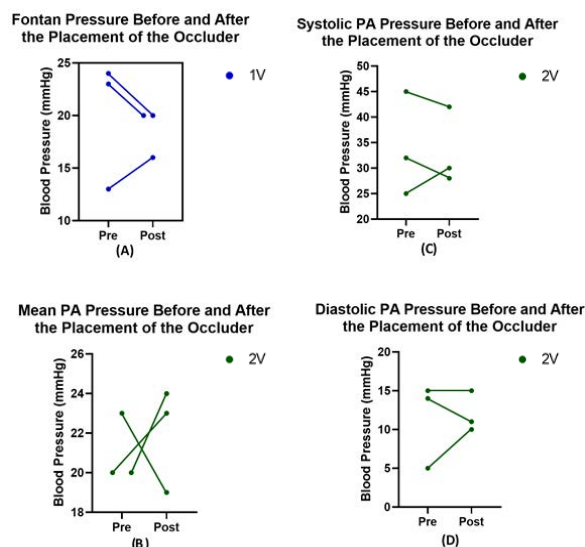 Fontan Pressure Before and After
the Placement of the Occluder
Blood Pressure (mmHg)
25
20
15
10
Pre Post
1V
(A)
Systolic PA Pressure Before and After
the Placement of the Occluder
Blood Pressure (mmHg)
50
45
40
35
30
25
20
Pre Post
2V
(C)
Mean PA Pressure Before and After
the Placement of the Occluder
Blood Pressure (mmHg)
26
24
22
20
18
Pre Post
2V
(B)
Diastolic PA Pressure Before and After
the Placement of the Occluder
Blood Pressure (mmHg)
20
15
10
5
0
Pre Post
2V
(D)